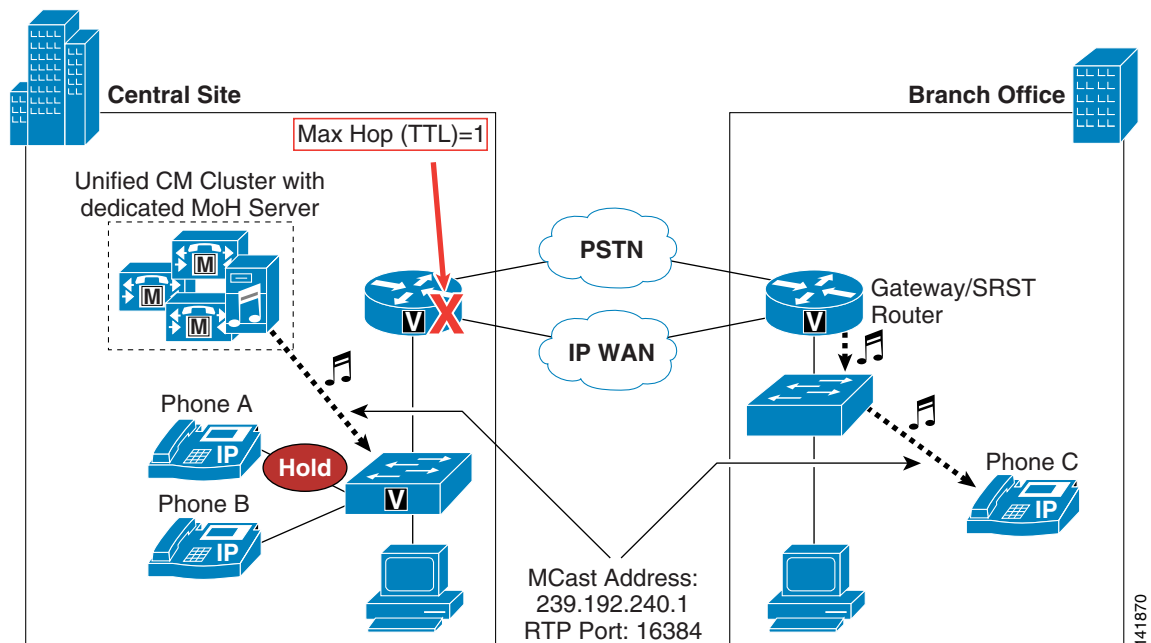 Central Site
Branch Office
Max Hop (TTL)=1
Unified CM Cluster with
dedicated MoH Server
M
M
M
V
X
PSTN
IP WAN
V
Gateway/SRST
Router
Phone A
IP
Hold
Phone B
IP
V
Phone C
IP
MCast Address:
239.192.240.1
RTP Port: 16384
141870